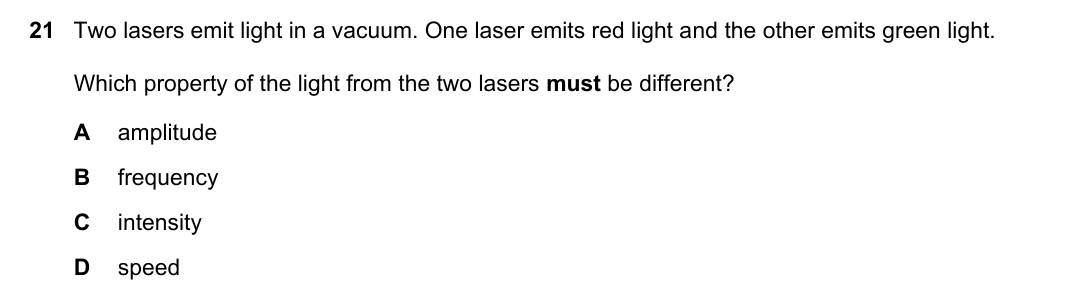 21 Two lasers emit light in a vacuum. One laser emits red light and the other emits green light.
Which property of the light from the two lasers must be different?
A amplitude
B frequency
C intensity
D speed